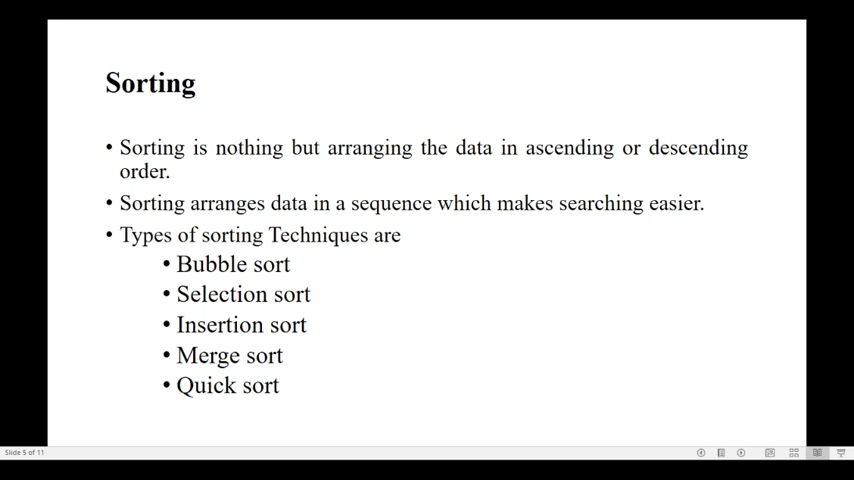 Sorting
• Sorting is nothing but arranging the data in ascending or descending
order.
• Sorting arranges data in a sequence which makes searching easier.
• Types of sorting Techniques are
• Bubble sort
• Selection sort
• Insertion sort
• Merge sort
• Quick sort
Slide 5 of 11